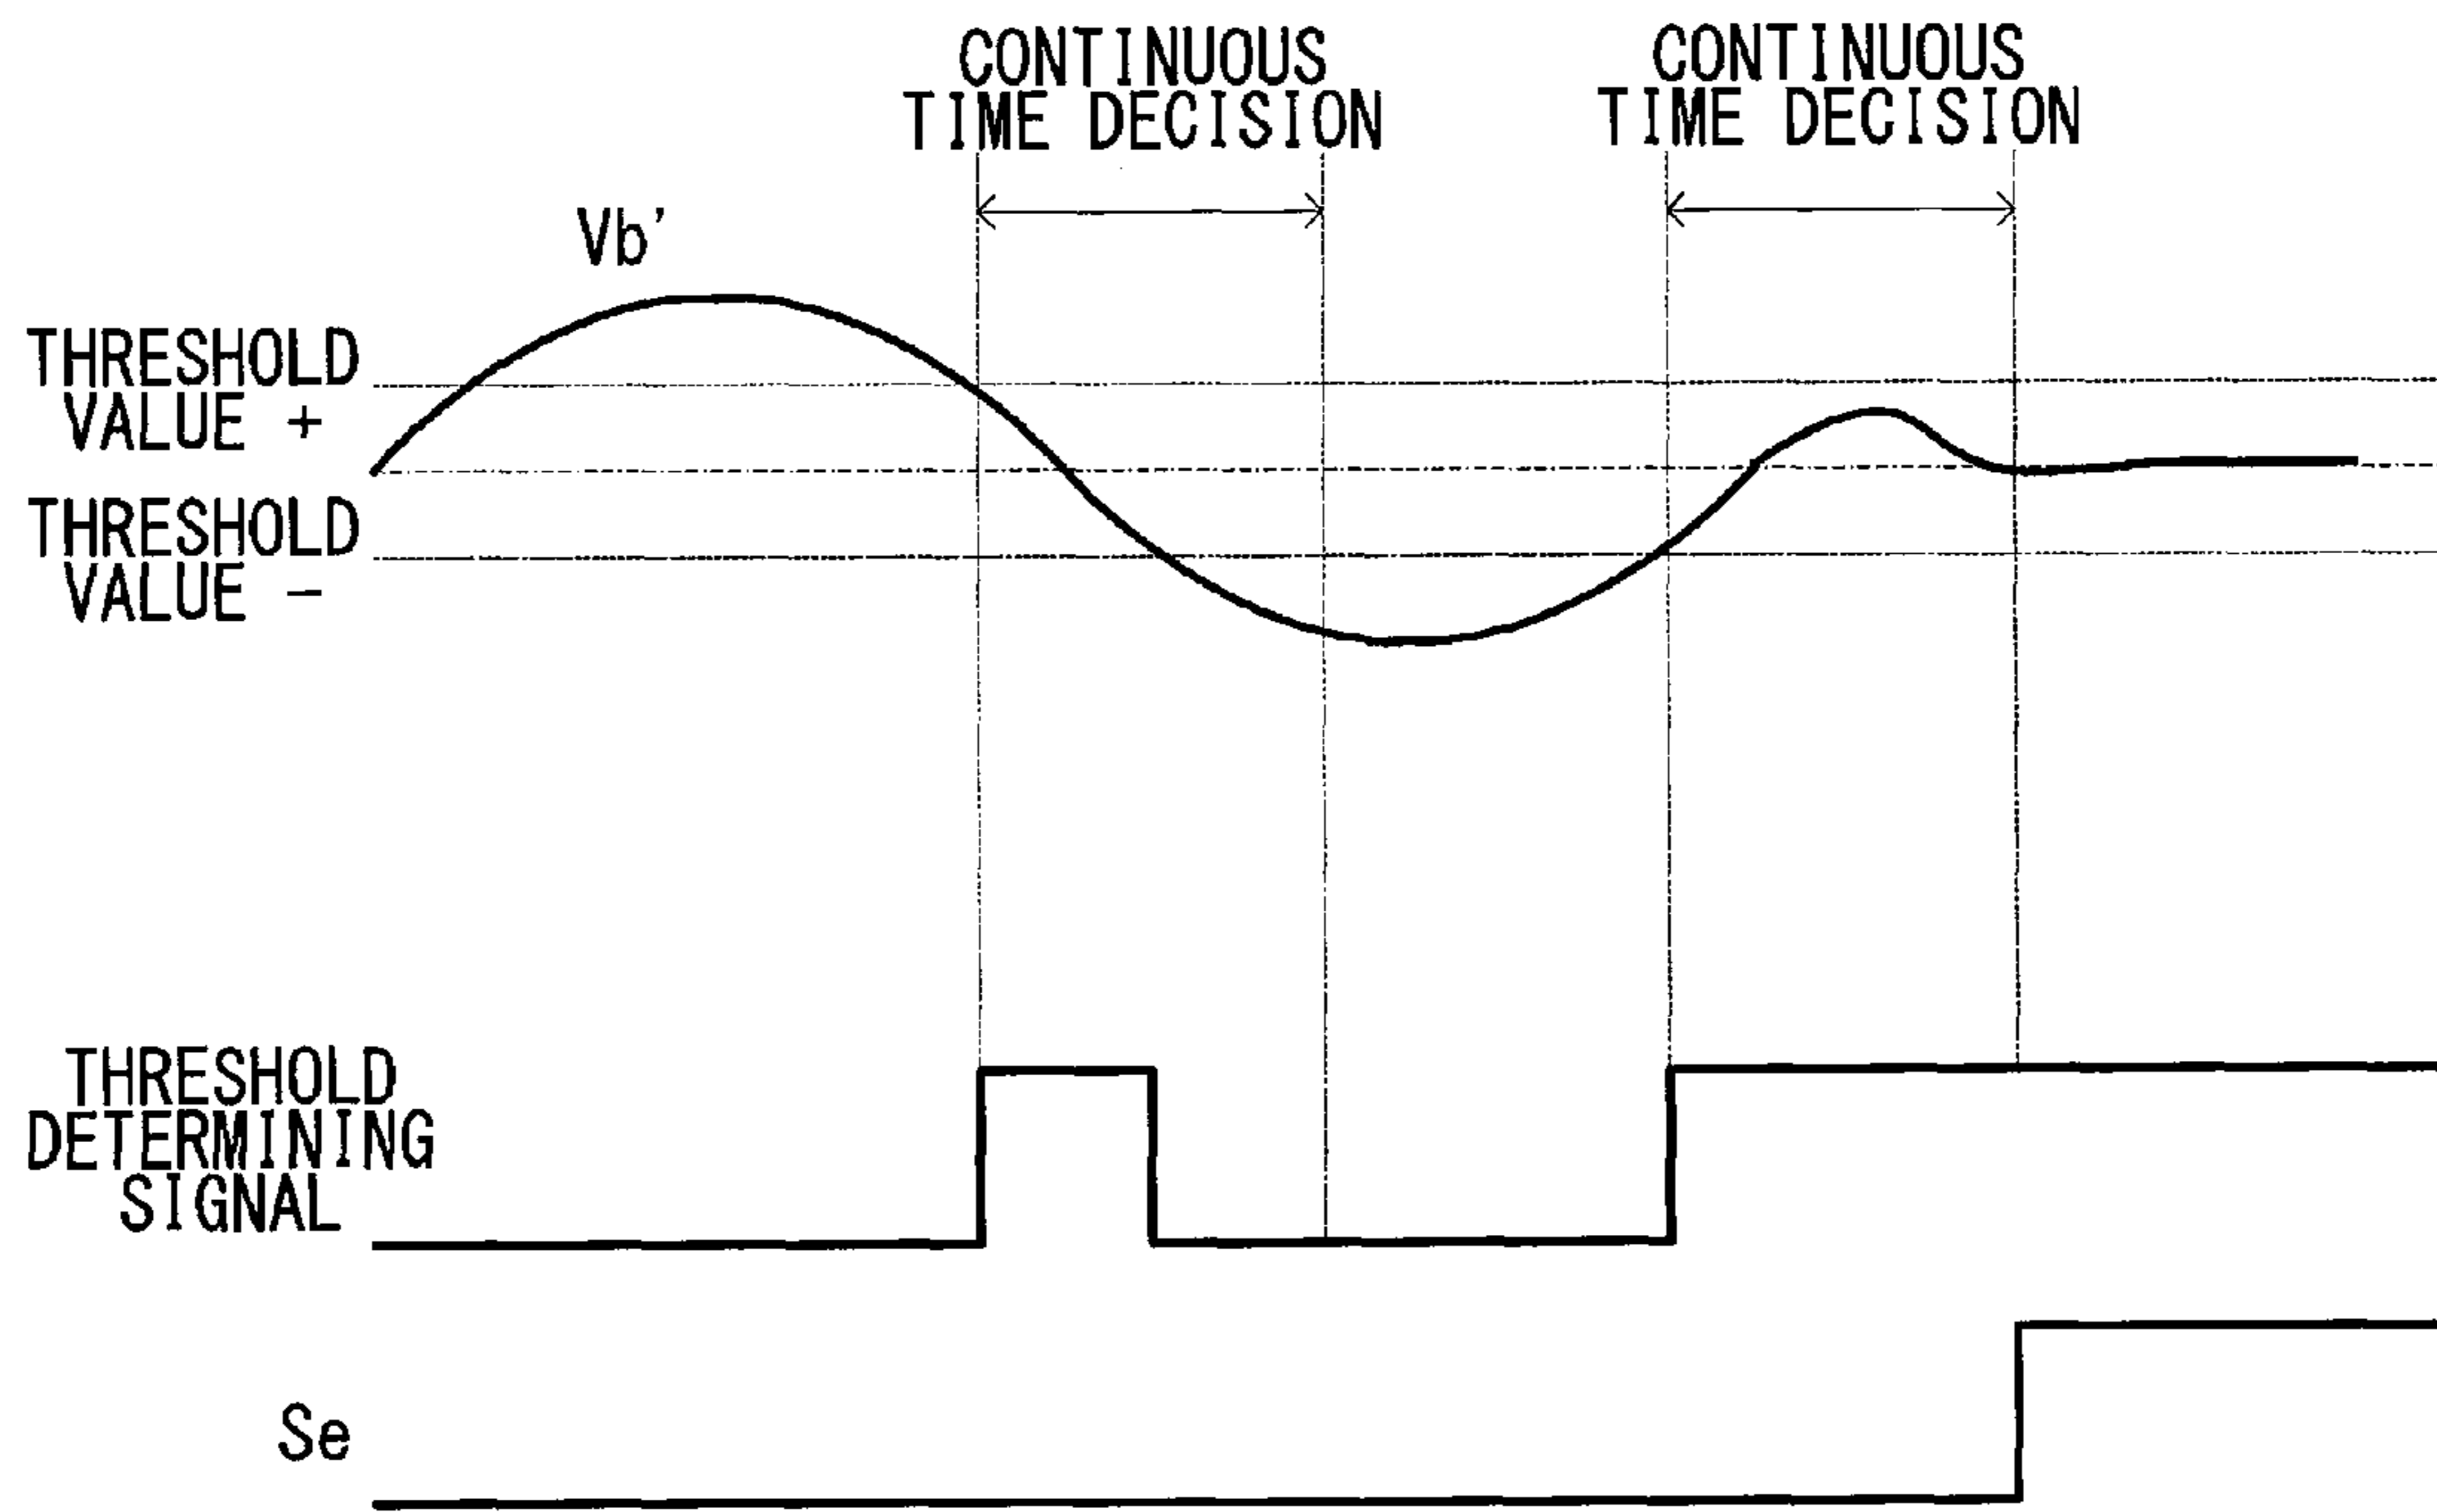 CONTINUOUS
TIME DECISION
CONTINUOUS
TIME DECISION
Vb'
THRESHOLD
VALUE +
THRESHOLD
VALUE -
THRESHOLD
DETERMINING
SIGNAL
Se